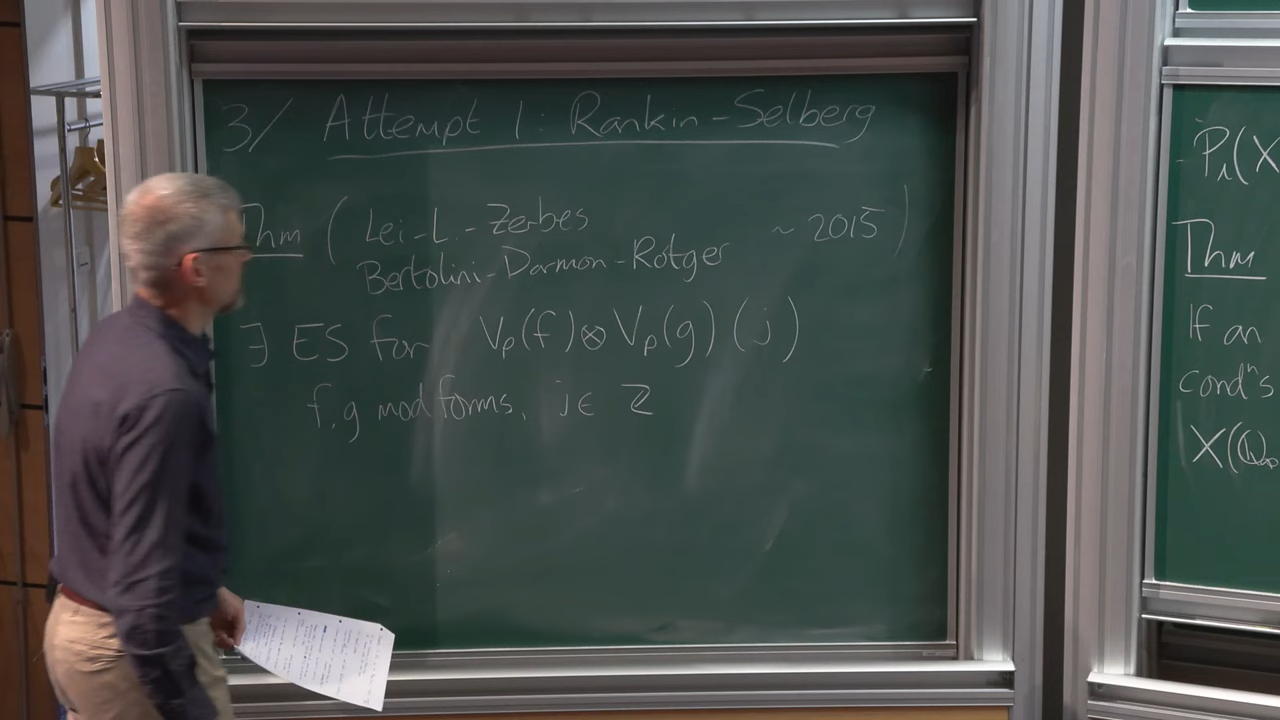 3/ Attempt 1: Rankin-Selberg
Thm ( Lei-L.-Zerbes ~ 2015 )
Bertolini-Darmon-Rotger
∃ ES for V_p(f) ⊗ V_p(g) (j)
f, g mod forms, j ∈ Z
Thm
If an
cond^n's